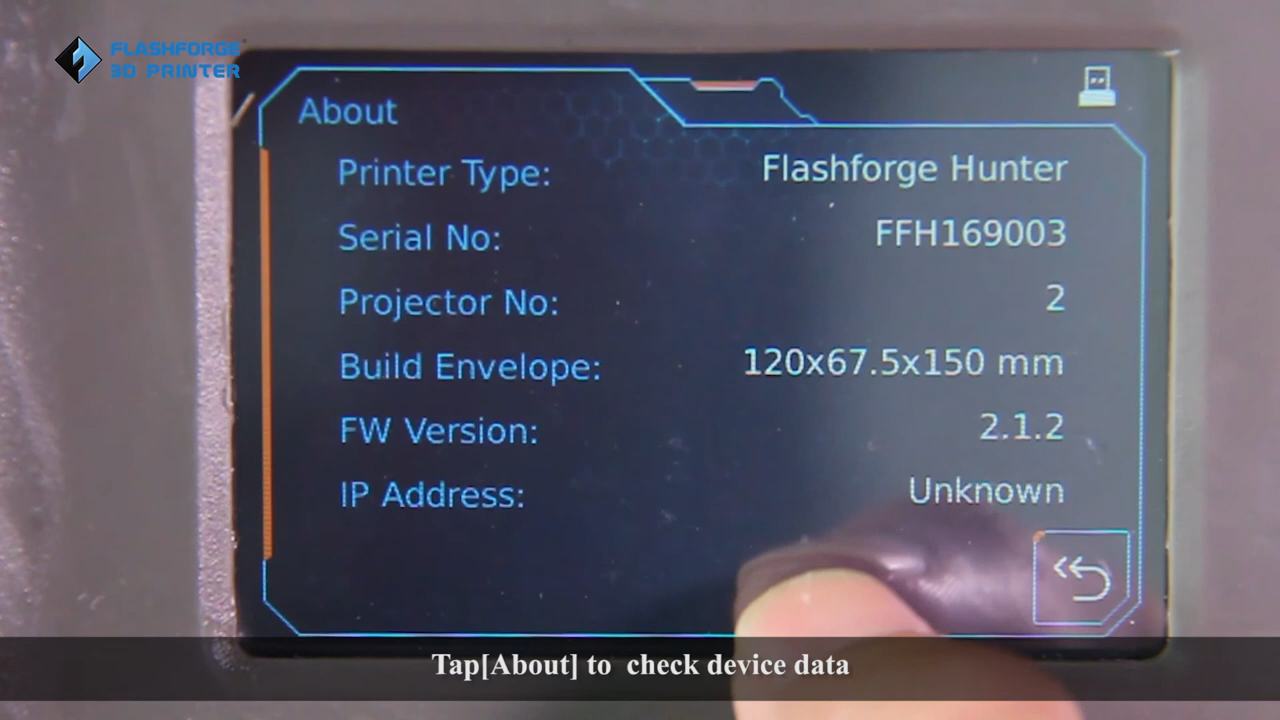 FLASHFORGE
3D PRINTER
About
Printer Type: Flashforge Hunter
Serial No: FFH169003
Projector No: 2
Build Envelope: 120x67.5x150 mm
FW Version: 2.1.2
IP Address: Unknown
Tap[About] to  check device data